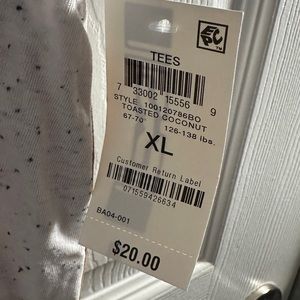 TEES
7 33002 15556 9
STYLE 100120786BO
TOASTED COCONUT
67-70" 126-138 lbs.
XL
Customer Return Label
071559426634
BA04-001
$20.00